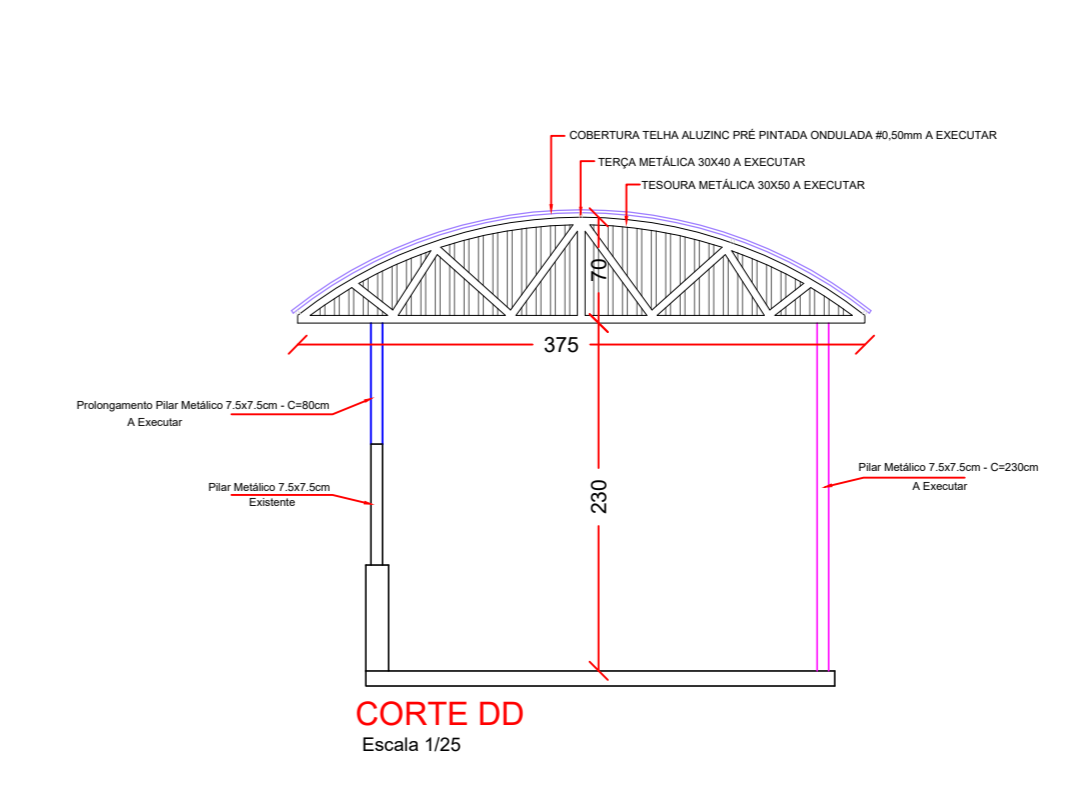 COBERTURA TELHA ALUZINC PRÉ PINTADA ONDULADA #0,50mm A EXECUTAR
TERÇA METÁLICA 30X40 A EXECUTAR
TESOURA METÁLICA 30X50 A EXECUTAR
70
375
Prolongamento Pilar Metálico 7.5x7.5cm - C=80cm
A Executar
Pilar Metálico 7.5x7.5cm
Existente
230
Pilar Metálico 7.5x7.5cm - C=230cm
A Executar
CORTE DD
Escala 1/25